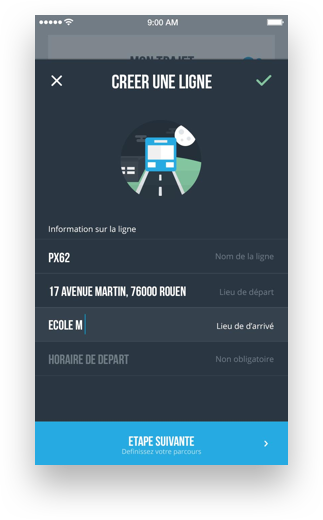 9:00 AM
MON TRAJET
CREER UNE LIGNE
Information sur la ligne
PX62 Nom de la ligne
17 AVENUE MARTIN, 76000 ROUEN Lieu de départ
ECOLE M Lieu de d'arrivé
HORAIRE DE DEPART Non obligatoire
ETAPE SUIVANTE
Definissez votre parcours